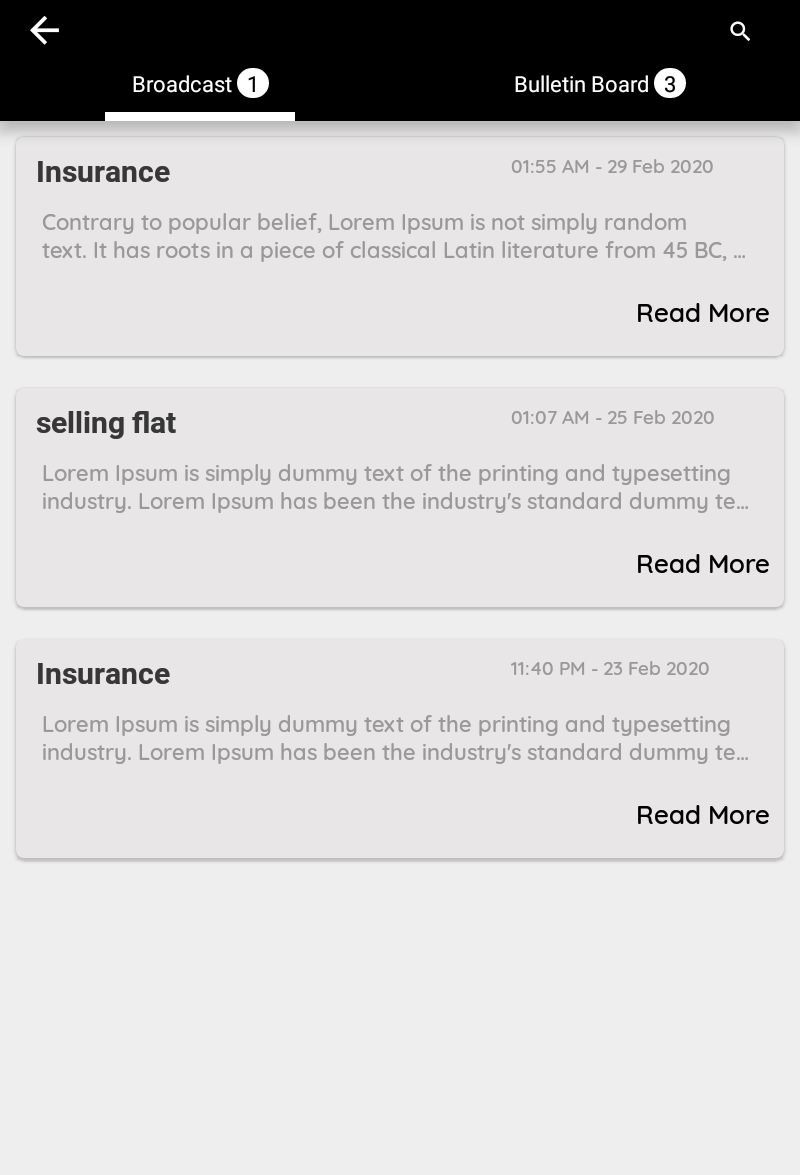 Broadcast 1
Bulletin Board 3
Insurance
01:55 AM - 29 Feb 2020
Contrary to popular belief, Lorem Ipsum is not simply random
text. It has roots in a piece of classical Latin literature from 45 BC, ...
Read More
selling flat
01:07 AM - 25 Feb 2020
Lorem Ipsum is simply dummy text of the printing and typesetting
industry. Lorem Ipsum has been the industry's standard dummy te...
Read More
Insurance
11:40 PM - 23 Feb 2020
Lorem Ipsum is simply dummy text of the printing and typesetting
industry. Lorem Ipsum has been the industry's standard dummy te...
Read More